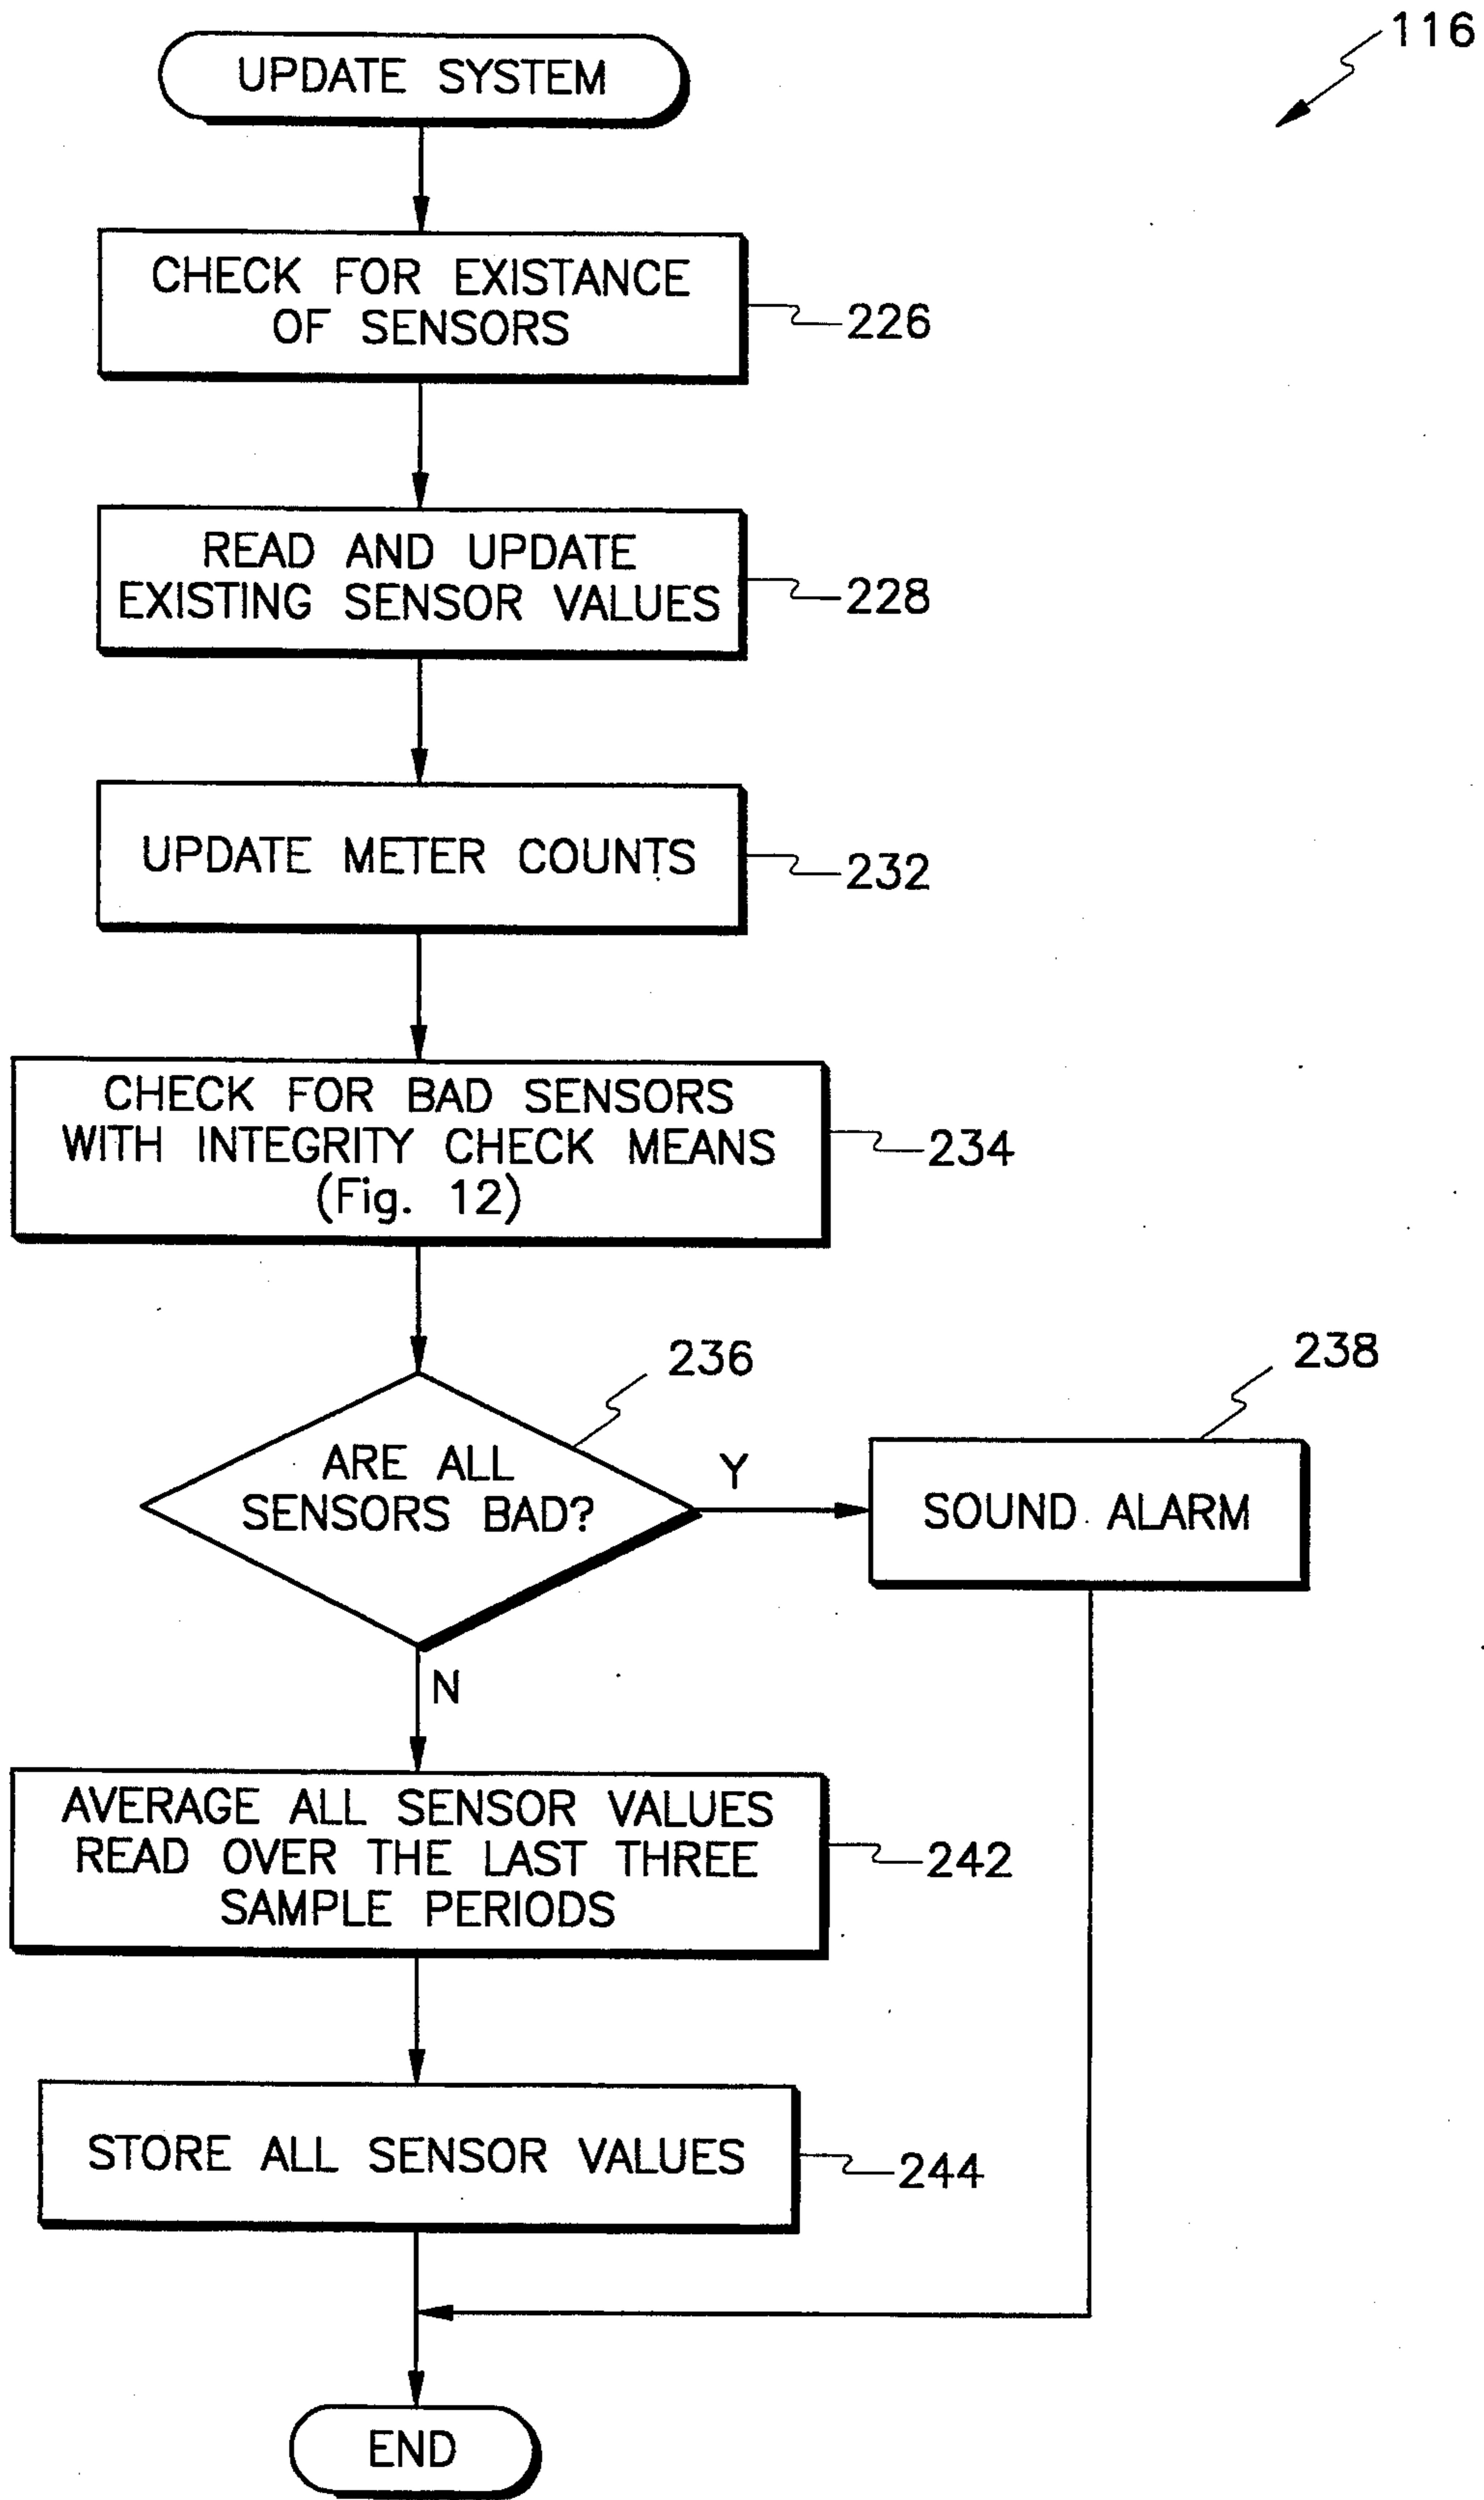 116
UPDATE SYSTEM
CHECK FOR EXISTANCE
OF SENSORS
226
READ AND UPDATE
EXISTING SENSOR VALUES
228
UPDATE METER COUNTS
232
CHECK FOR BAD SENSORS
WITH INTEGRITY CHECK MEANS
(Fig. 12)
234
236
ARE ALL
SENSORS BAD?
Y
238
SOUND ALARM
N
AVERAGE ALL SENSOR VALUES
READ OVER THE LAST THREE
SAMPLE PERIODS
242
STORE ALL SENSOR VALUES
244
END